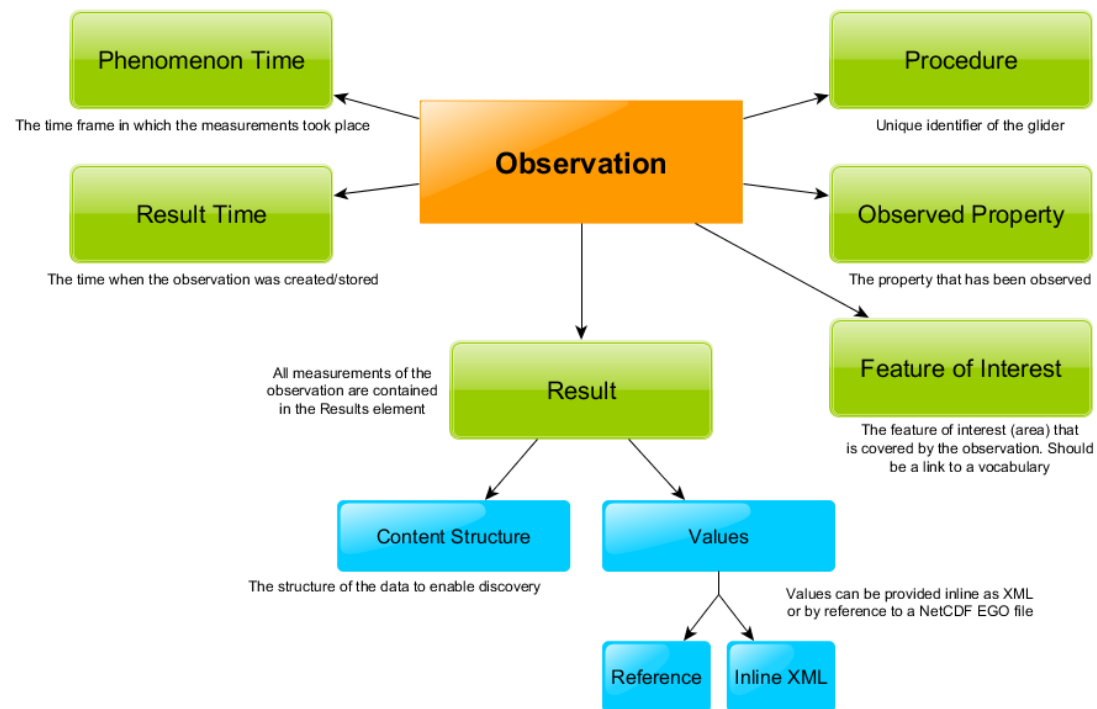 Phenomenon Time
The time frame in which the measurements took place
Procedure
Unique identifier of the glider
Observation
Result Time
The time when the observation was created/stored
Observed Property
The property that has been observed
All measurements of the
observation are contained
in the Results element
Result
Feature of Interest
The feature of interest (area) that
is covered by the observation. Should
be a link to a vocabulary
Content Structure
The structure of the data to enable discovery
Values
Values can be provided inline as XML
or by reference to a NetCDF EGO file
Reference
Inline XML